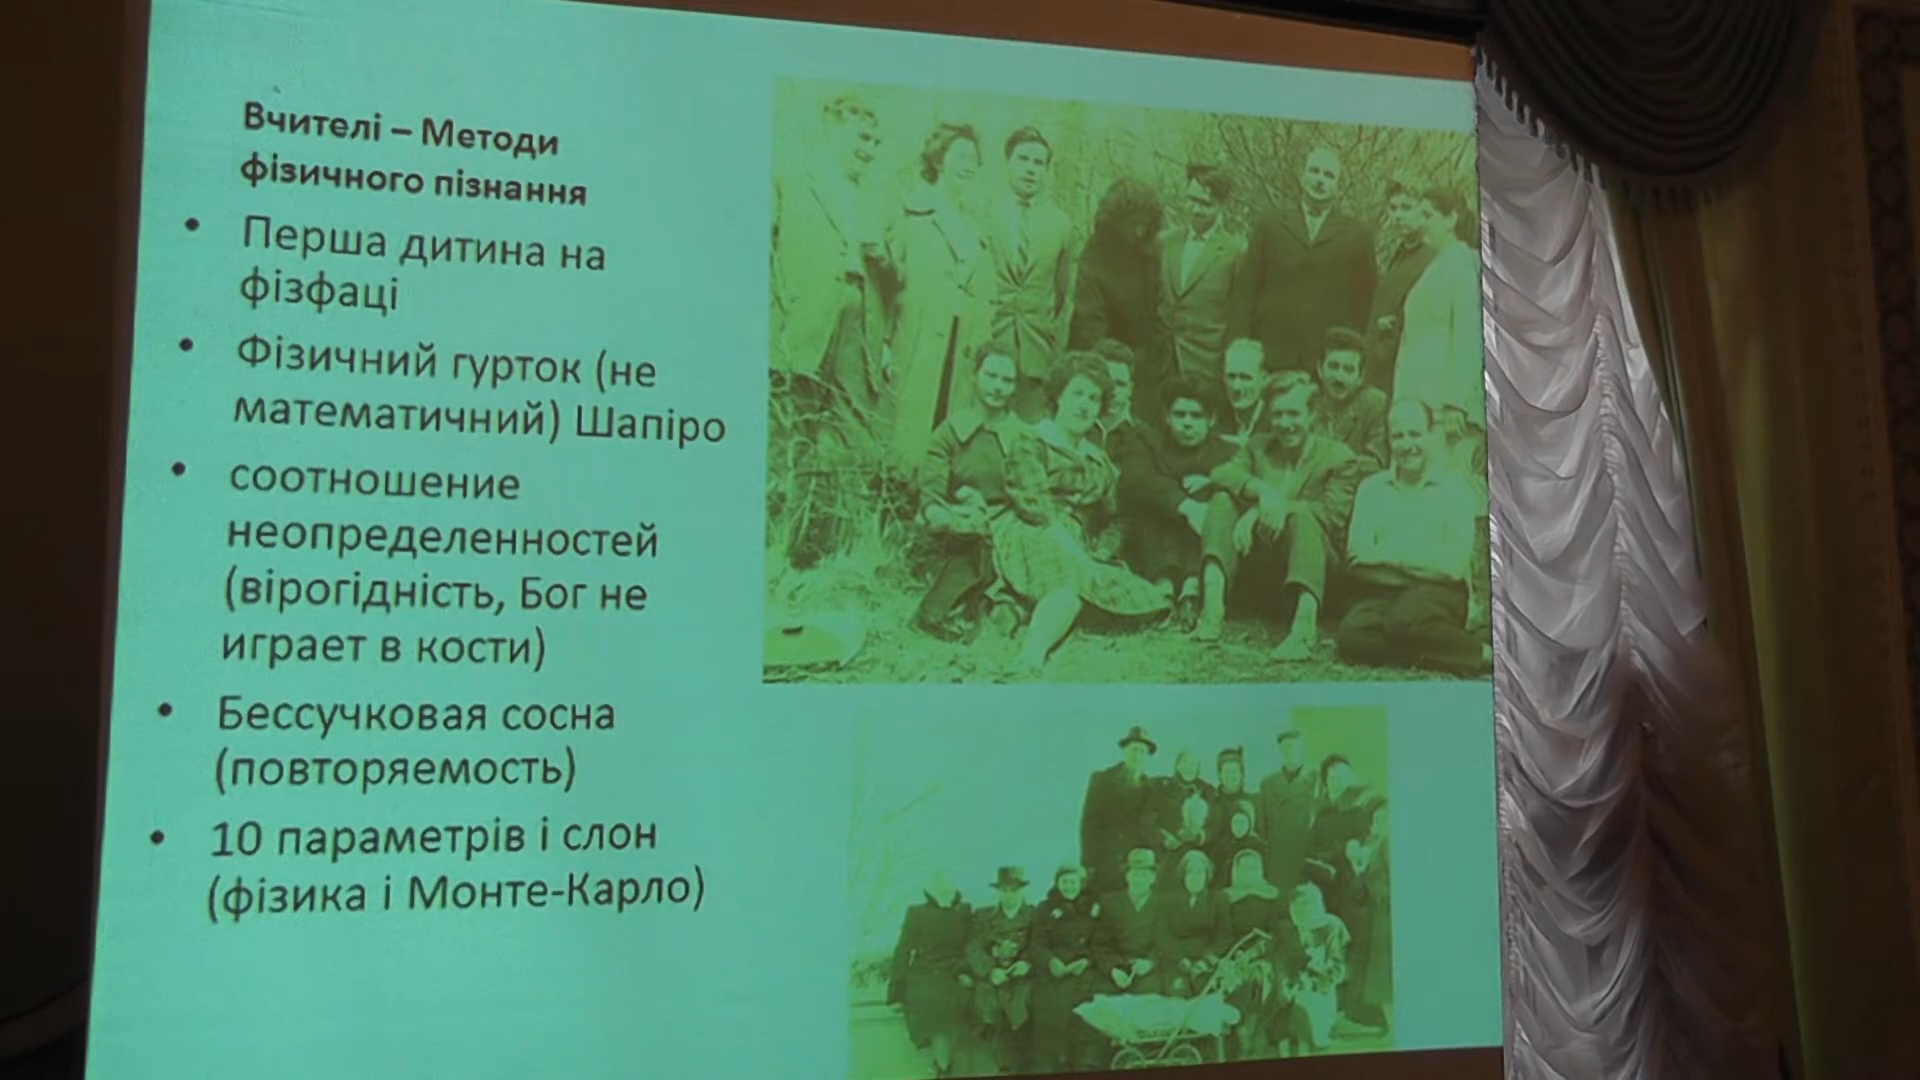 Вчителі – Методи
фізичного пізнання
• Перша дитина на
фізфаці
• Фізичний гурток (не
математичний) Шапіро
• соотношение
неопределенностей
(вірогідність, Бог не
играет в кости)
• Бессучковая сосна
(повторяемость)
• 10 параметрів і слон
(фізика і Монте-Карло)